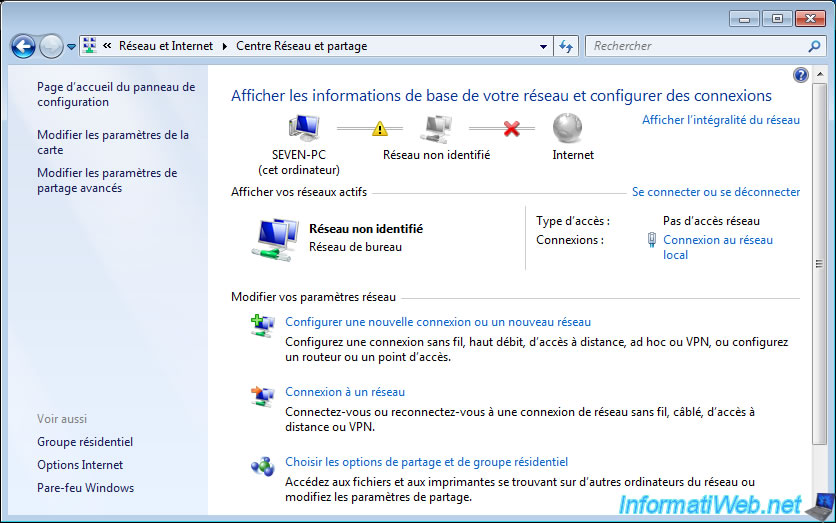 « Réseau et Internet ▸ Centre Réseau et partage
Rechercher
Page d'accueil du panneau de
configuration
Modifier les paramètres de la
carte
Modifier les paramètres de
partage avancés
Voir aussi
Groupe résidentiel
Options Internet
Pare-feu Windows
Afficher les informations de base de votre réseau et configurer des connexions
SEVEN-PC
(cet ordinateur)
Réseau non identifié
Internet
Afficher l'intégralité du réseau
Afficher vos réseaux actifs
Se connecter ou se déconnecter
Réseau non identifié
Réseau de bureau
Type d'accès : Pas d'accès réseau
Connexions : Connexion au réseau
local
Modifier vos paramètres réseau
Configurer une nouvelle connexion ou un nouveau réseau
Configurez une connexion sans fil, haut débit, d'accès à distance, ad hoc ou VPN, ou configurez
un routeur ou un point d'accès.
Connexion à un réseau
Connectez-vous ou reconnectez-vous à une connexion de réseau sans fil, câblé, d'accès à
distance ou VPN.
Choisir les options de partage et de groupe résidentiel
Accédez aux fichiers et aux imprimantes se trouvant sur d'autres ordinateurs du réseau ou
modifiez les paramètres de partage.
InformatiWeb.net